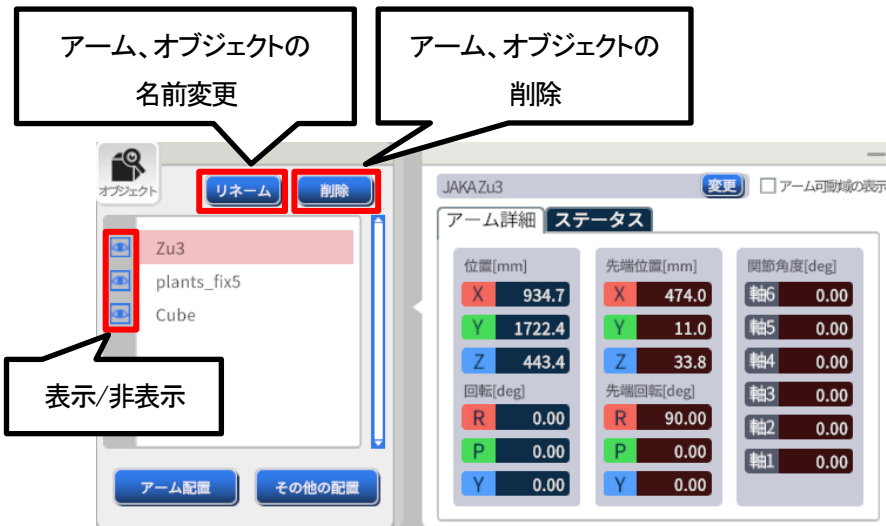 アーム、オブジェクトの
名前変更
アーム、オブジェクトの
削除
オブジェクト
リネーム
削除
Zu3
plants_fix5
Cube
表示/非表示
アーム配置
その他の配置
JAKA Zu3
変更
アーム可動域の表示
アーム詳細
ステータス
位置[mm]
X 934.7
Y 1722.4
Z 443.4
回転[deg]
R 0.00
P 0.00
Y 0.00
先端位置[mm]
X 474.0
Y 11.0
Z 33.8
先端回転[deg]
R 90.00
P 0.00
Y 0.00
関節角度[deg]
軸6 0.00
軸5 0.00
軸4 0.00
軸3 0.00
軸2 0.00
軸1 0.00